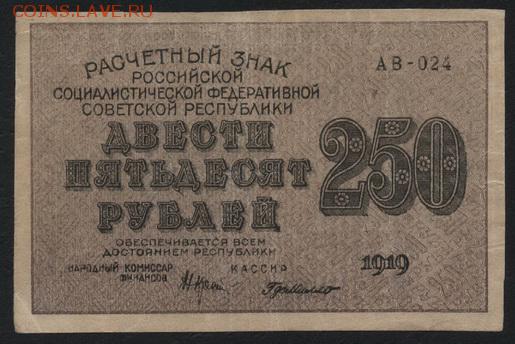 COINS.LAVE.RU
РАСЧЕТНЫЙ ЗНАК
РОССИЙСКОЙ
СОЦИАЛИСТИЧЕСКОЙ ФЕДЕРАТИВНОЙ
СОВЕТСКОЙ РЕСПУБЛИКИ
АВ-024
ДВЕСТИ
ПЯТЬДЕСЯТ
РУБЛЕЙ
250
ОБЕСПЕЧИВАЕТСЯ ВСЕМ
ДОСТОЯНИЕМ РЕСПУБЛИКИ
НАРОДНЫЙ КОМИССАР
ФИНАНСОВ
КАССИР
1919